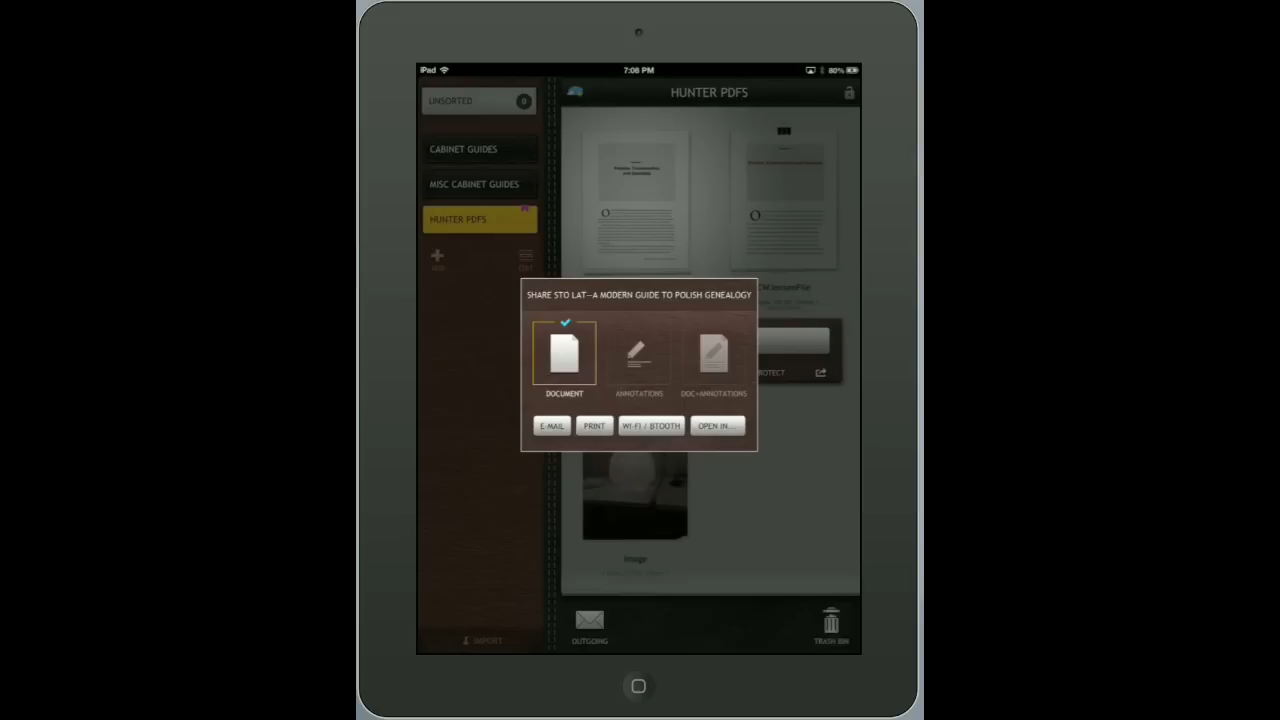 iPad
7:08 PM
80%
UNSORTED
0
HUNTER PDFS
CABINET GUIDES
MISC CABINET GUIDES
HUNTER PDFS
SHARE STO LAT--A MODERN GUIDE TO POLISH GENEALOGY
DOCUMENT
ANNOTATIONS
DOC+ANNOTATIONS
E-MAIL
PRINT
WI-FI / BTOOTH
OPEN IN...
Image
OUTGOING
TRASH BIN
IMPORT